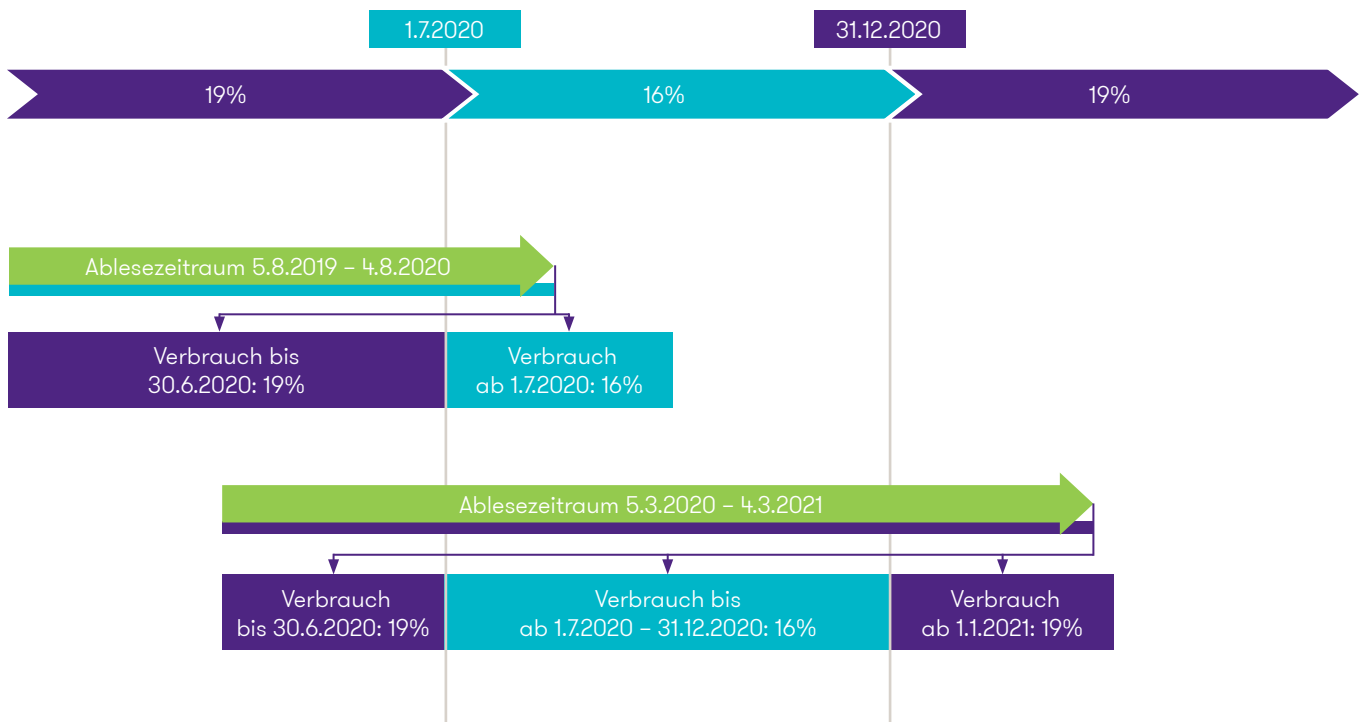 1.7.2020
31.12.2020
19%
16%
19%
Ablesezeitraum 5.8.2019 – 4.8.2020
Verbrauch bis
30.6.2020: 19%
Verbrauch
ab 1.7.2020: 16%
Ablesezeitraum 5.3.2020 – 4.3.2021
Verbrauch
bis 30.6.2020: 19%
Verbrauch bis
ab 1.7.2020 – 31.12.2020: 16%
Verbrauch
ab 1.1.2021: 19%